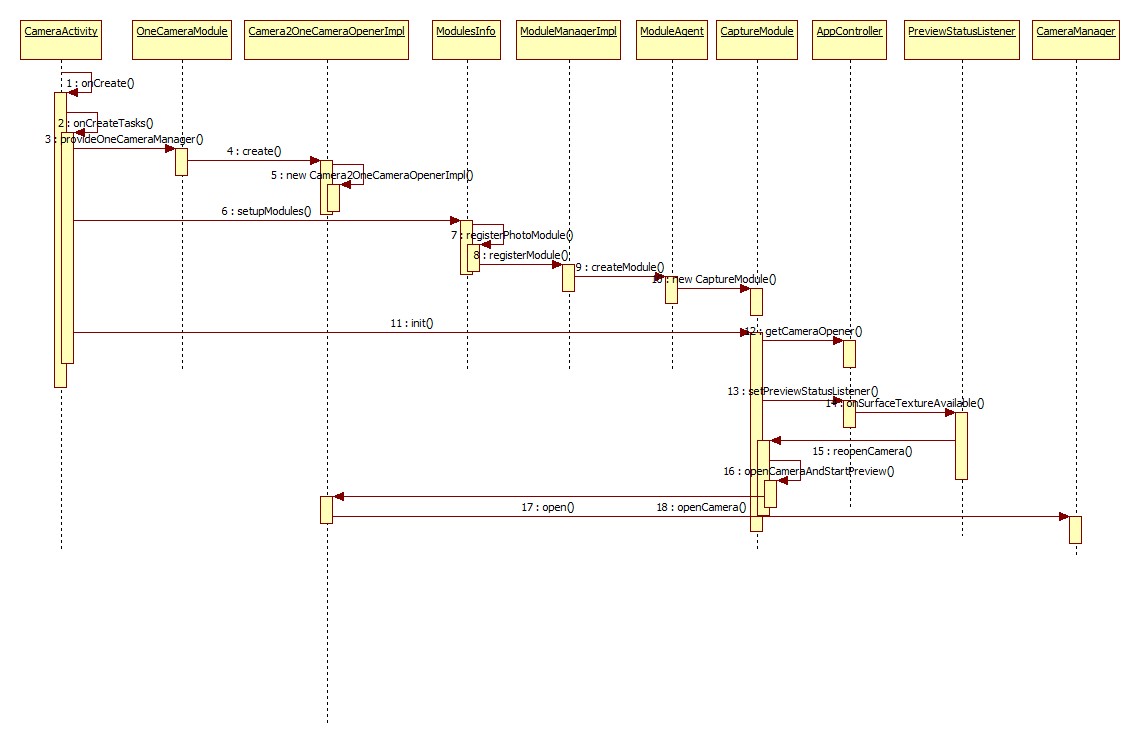 CameraActivity
OneCameraModule
Camera2OneCameraOpenerImpl
ModulesInfo
ModuleManagerImpl
ModuleAgent
CaptureModule
AppController
PreviewStatusListener
CameraManager
1 : onCreate()
2 : onCreateTasks()
3 : provideOneCameraManager()
4 : create()
5 : new Camera2OneCameraOpenerImpl()
6 : setupModules()
7 : registerPhotoModule()
8 : registerModule()
9 : createModule()
10 : new CaptureModule()
11 : init()
12 : getCameraOpener()
13 : setPreviewStatusListener()
14 : onSurfaceTextureAvailable()
15 : reopenCamera()
16 : openCameraAndStartPreview()
17 : open()
18 : openCamera()